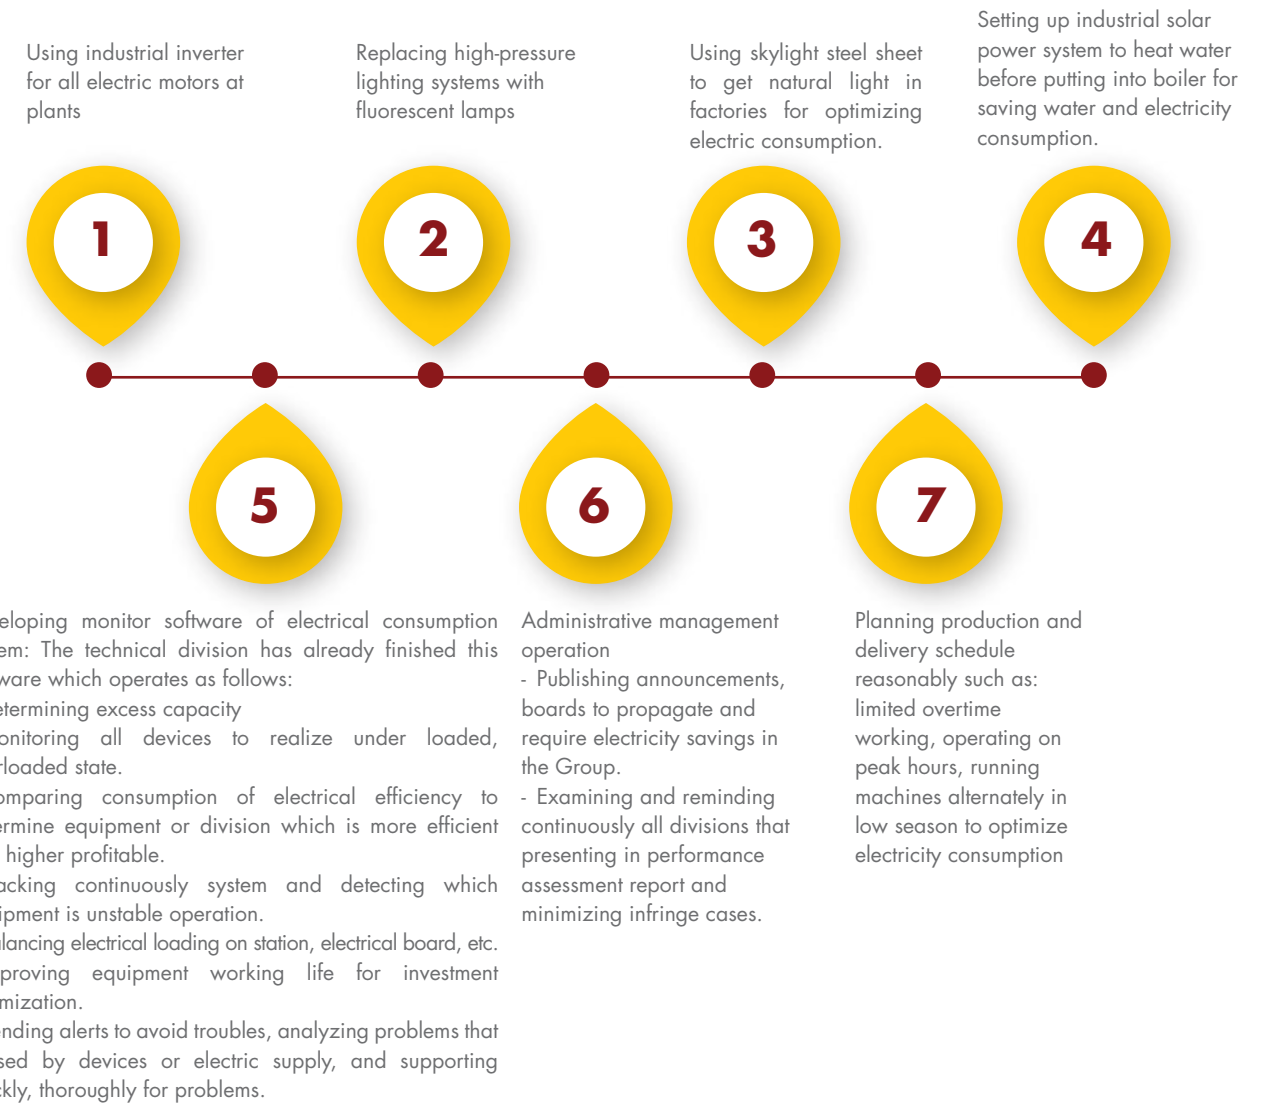 Using industrial inverter
for all electric motors at
plants
Replacing high-pressure
lighting systems with
fluorescent lamps
Using skylight steel sheet
to get natural light in
factories for optimizing
electric consumption.
Setting up industrial solar
power system to heat water
before putting into boiler for
saving water and electricity
consumption.
1
2
3
4
5
6
7
eloping monitor software of electrical consumption
em: The technical division has already finished this
ware which operates as follows:
etermining excess capacity
onitoring all devices to realize under loaded,
rloaded state.
omparing consumption of electrical efficiency to
ermine equipment or division which is more efficient
higher profitable.
acking continuously system and detecting which
ipment is unstable operation.
lancing electrical loading on station, electrical board, etc.
proving equipment working life for investment
mization.
ending alerts to avoid troubles, analyzing problems that
sed by devices or electric supply, and supporting
ckly, thoroughly for problems.
Administrative management
operation
- Publishing announcements,
boards to propagate and
require electricity savings in
the Group.
- Examining and reminding
continuously all divisions that
presenting in performance
assessment report and
minimizing infringe cases.
Planning production and
delivery schedule
reasonably such as:
limited overtime
working, operating on
peak hours, running
machines alternately in
low season to optimize
electricity consumption